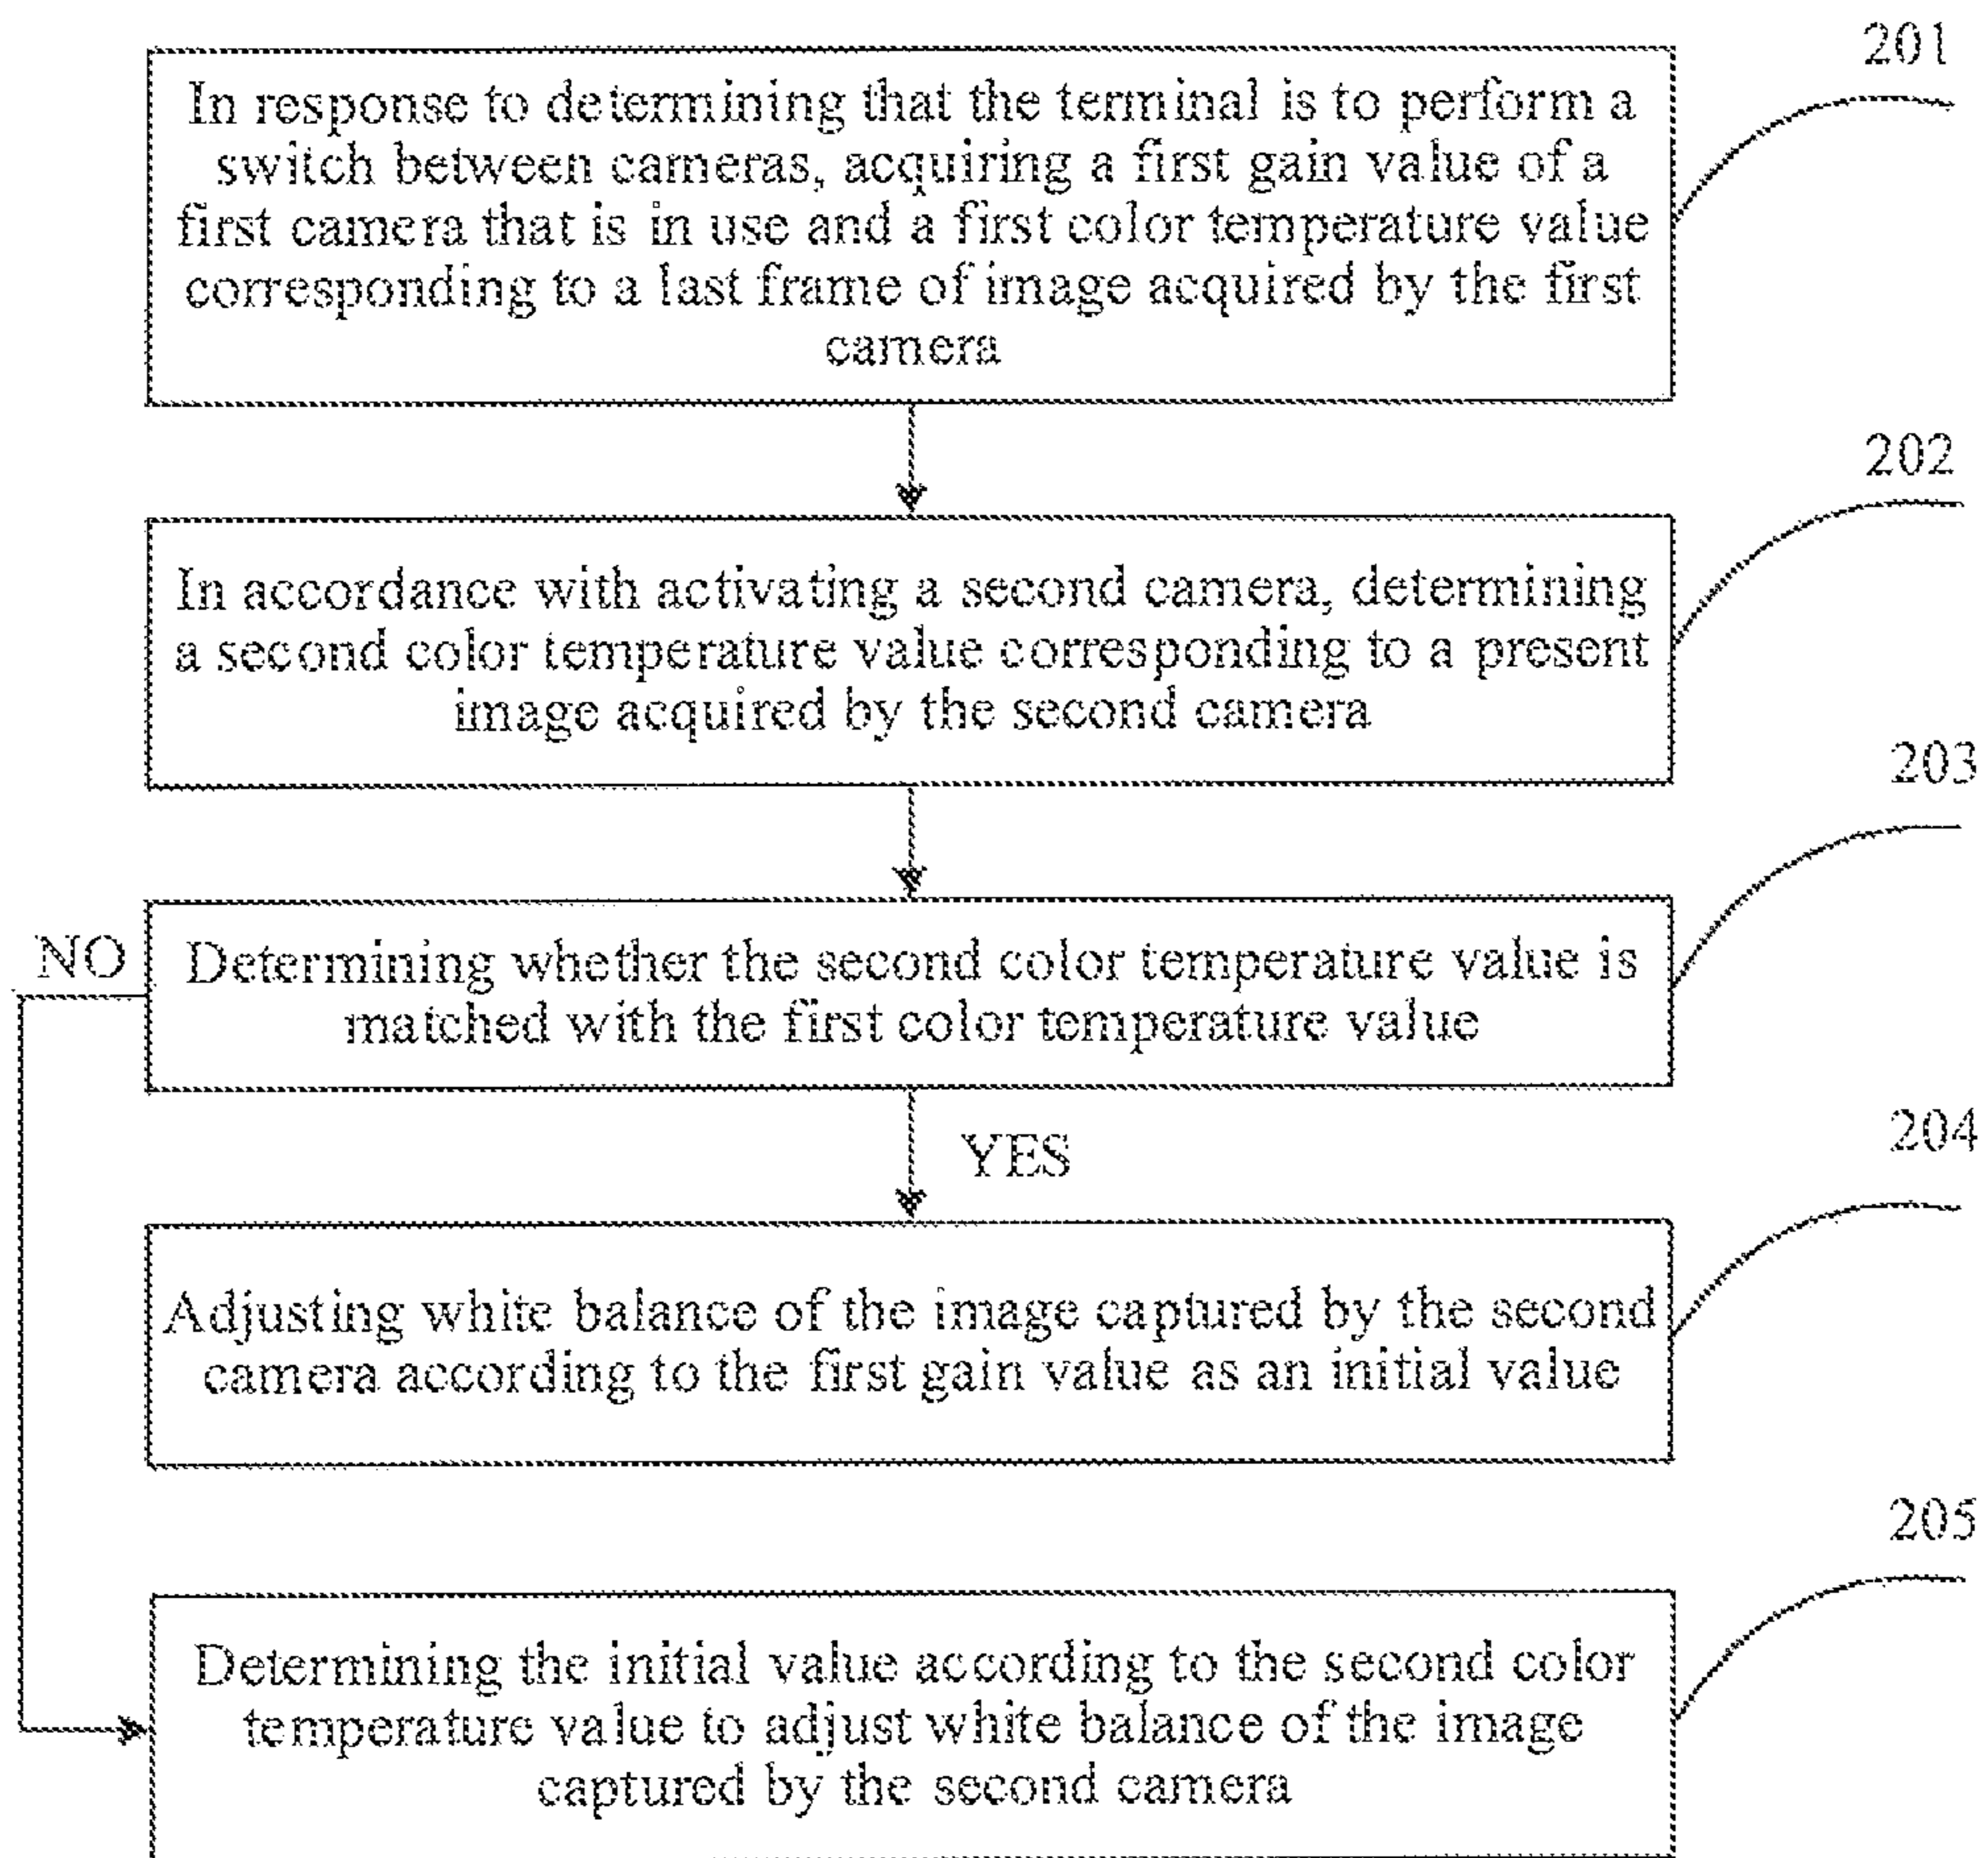 201
In response to determining that the terminal is to perform a
switch between cameras, acquiring a first gain value of a
first camera that is in use and a first color temperature value
corresponding to a last frame of image acquired by the first
camera
202
In accordance with activating a second camera, determining
a second color temperature value corresponding to a present
image acquired by the second camera
203
NO
Determining whether the second color temperature value is
matched with the first color temperature value
YES
204
Adjusting white balance of the image captured by the second
camera according to the first gain value as an initial value
205
Determining the initial value according to the second color
temperature value to adjust white balance of the image
captured by the second camera